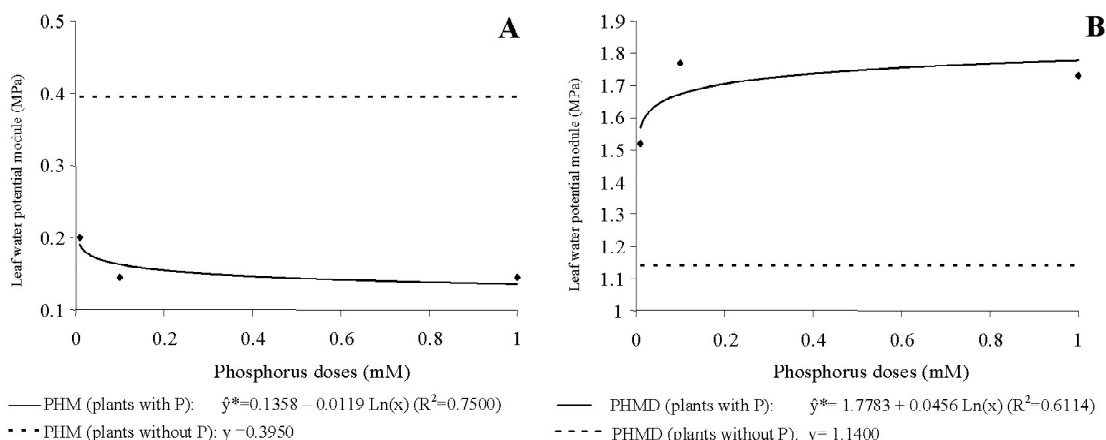 A
Leaf water potential module (MPa)
0.5
0.4
0.3
0.2
0.1
0 0.2 0.4 0.6 0.8 1
Phosphorus doses (mM)
PHM (plants with P): ŷ*=0.1358 – 0.0119 Ln(x) (R²=0.7500)
PHM (plants without P): y =0.3950
B
Leaf water potential module (MPa)
1.9
1.8
1.7
1.6
1.5
1.4
1.3
1.2
1.1
1
0 0.2 0.4 0.6 0.8 1
Phosphorus doses (mM)
PHMD (plants with P): ŷ*= 1.7783 + 0.0456 Ln(x) (R²=0.6114)
PHMD (plants without P). y= 1.1400